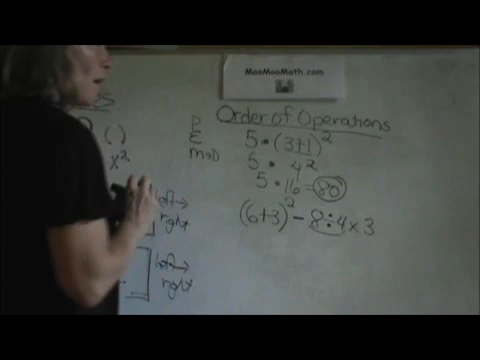 MooMooMath.com
Order of Operations
P
E
M→D
5 • (3+1)²
5 • 4²
5 • 16 = 80
(6+3)² - 8 ÷ 4 x 3
( )
x²
left →
right
left →
right